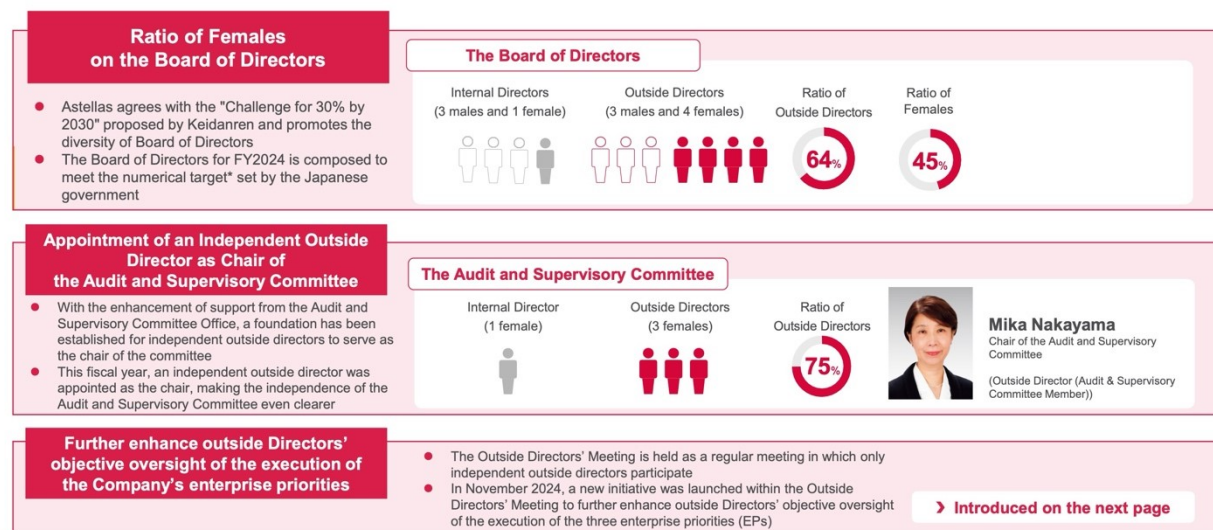 Ratio of Females
on the Board of Directors
● Astellas agrees with the "Challenge for 30% by
2030" proposed by Keidanren and promotes the
diversity of Board of Directors
● The Board of Directors for FY2024 is composed to
meet the numerical target* set by the Japanese
government
The Board of Directors
Internal Directors
(3 males and 1 female)
Outside Directors
(3 males and 4 females)
Ratio of
Outside Directors
64%
Ratio of
Females
45%
Appointment of an Independent Outside
Director as Chair of
the Audit and Supervisory Committee
● With the enhancement of support from the Audit and
Supervisory Committee Office, a foundation has been
established for independent outside directors to serve as
the chair of the committee
● This fiscal year, an independent outside director was
appointed as the chair, making the independence of the
Audit and Supervisory Committee even clearer
The Audit and Supervisory Committee
Internal Director
(1 female)
Outside Directors
(3 females)
Ratio of
Outside Directors
75%
Mika Nakayama
Chair of the Audit and Supervisory
Committee
(Outside Director (Audit & Supervisory
Committee Member))
Further enhance outside Directors’
objective oversight of the execution of
the Company’s enterprise priorities
● The Outside Directors’ Meeting is held as a regular meeting in which only
independent outside directors participate
● In November 2024, a new initiative was launched within the Outside
Directors’ Meeting to further enhance outside Directors’ objective oversight
of the execution of the three enterprise priorities (EPs)
❯ Introduced on the next page